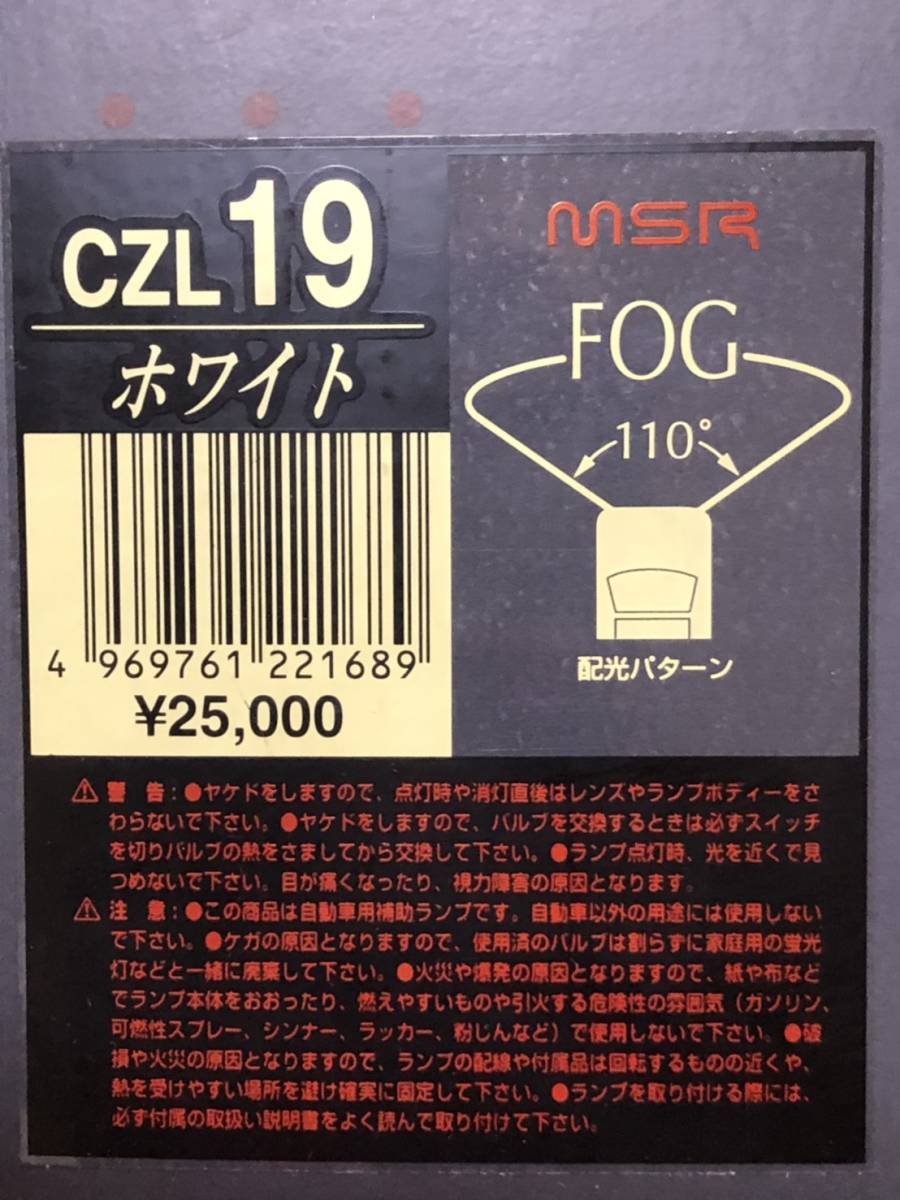 CZL19
ホワイト
4 969761 221689
¥25,000
MSR
FOG
110°
配光パターン
⚠ 警 告：●ヤケドをしますので、点灯時や消灯直後はレンズやランプボディーをさ
わらないで下さい。●ヤケドをしますので、バルブを交換するときは必ずスイッチ
を切りバルブの熱をさましてから交換して下さい。●ランプ点灯時、光を近くで見
つめないで下さい。目が痛くなったり、視力障害の原因となります。
⚠ 注 意：●この商品は自動車用補助ランプです。自動車以外の用途には使用しない
で下さい。●ケガの原因となりますので、使用済のバルブは割らずに家庭用の蛍光
灯などと一緒に廃棄して下さい。●火災や爆発の原因となりますので、紙や布など
でランプ本体をおおったり、燃えやすいものや引火する危険性の雰囲気（ガソリン、
可燃性スプレー、シンナー、ラッカー、粉じんなど）で使用しないで下さい。●破
損や火災の原因となりますので、ランプの配線や付属品は回転するものの近くや、
熱を受けやすい場所を避け確実に固定して下さい。●ランプを取り付ける際には、
必ず付属の取扱い説明書をよく読んで取り付けて下さい。